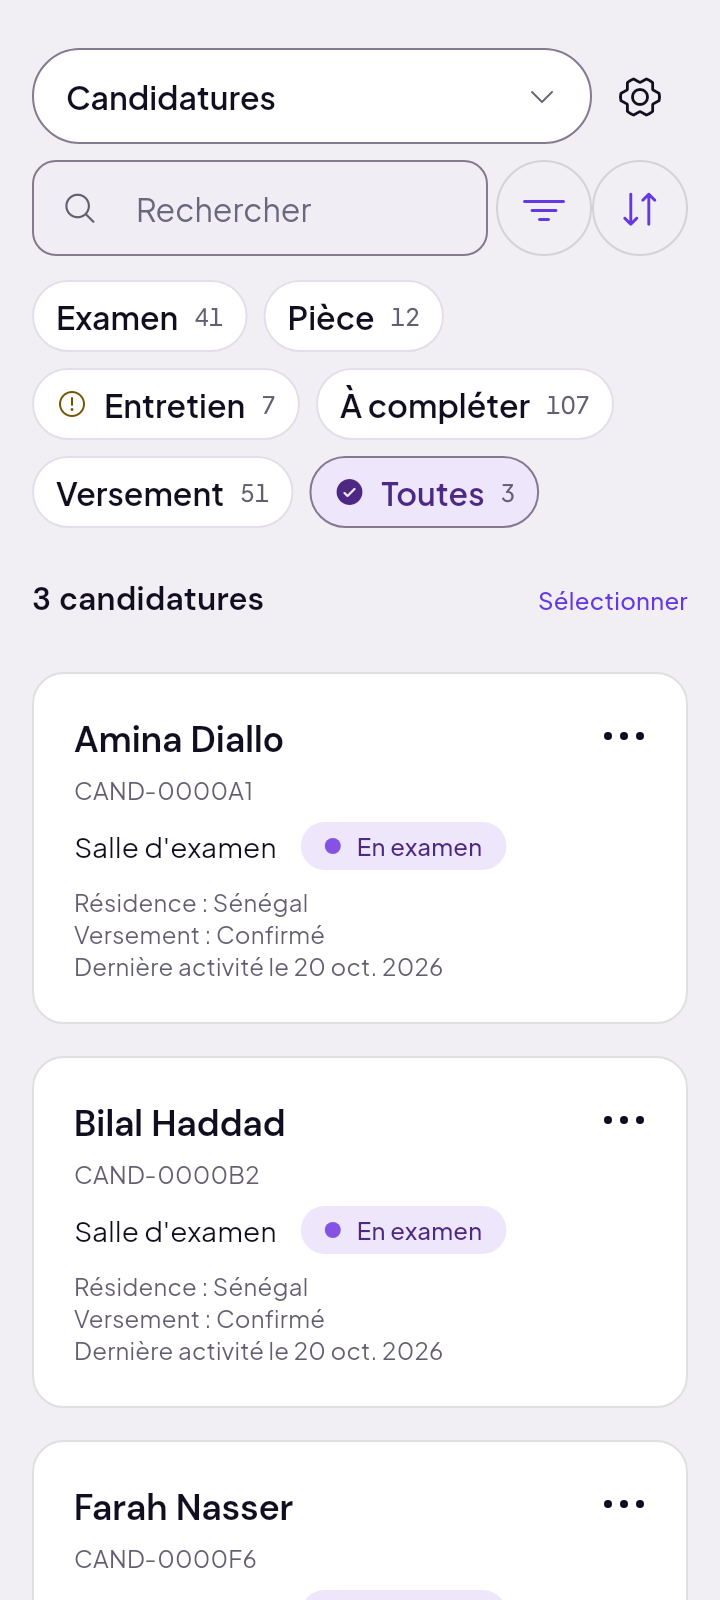 Candidatures
Rechercher
Examen 41
Pièce 12
Entretien 7
À compléter 107
Versement 51
Toutes 3
3 candidatures
Sélectionner
Amina Diallo
CAND-0000A1
Salle d'examen
En examen
Résidence : Sénégal
Versement : Confirmé
Dernière activité le 20 oct. 2026
Bilal Haddad
CAND-0000B2
Salle d'examen
En examen
Résidence : Sénégal
Versement : Confirmé
Dernière activité le 20 oct. 2026
Farah Nasser
CAND-0000F6